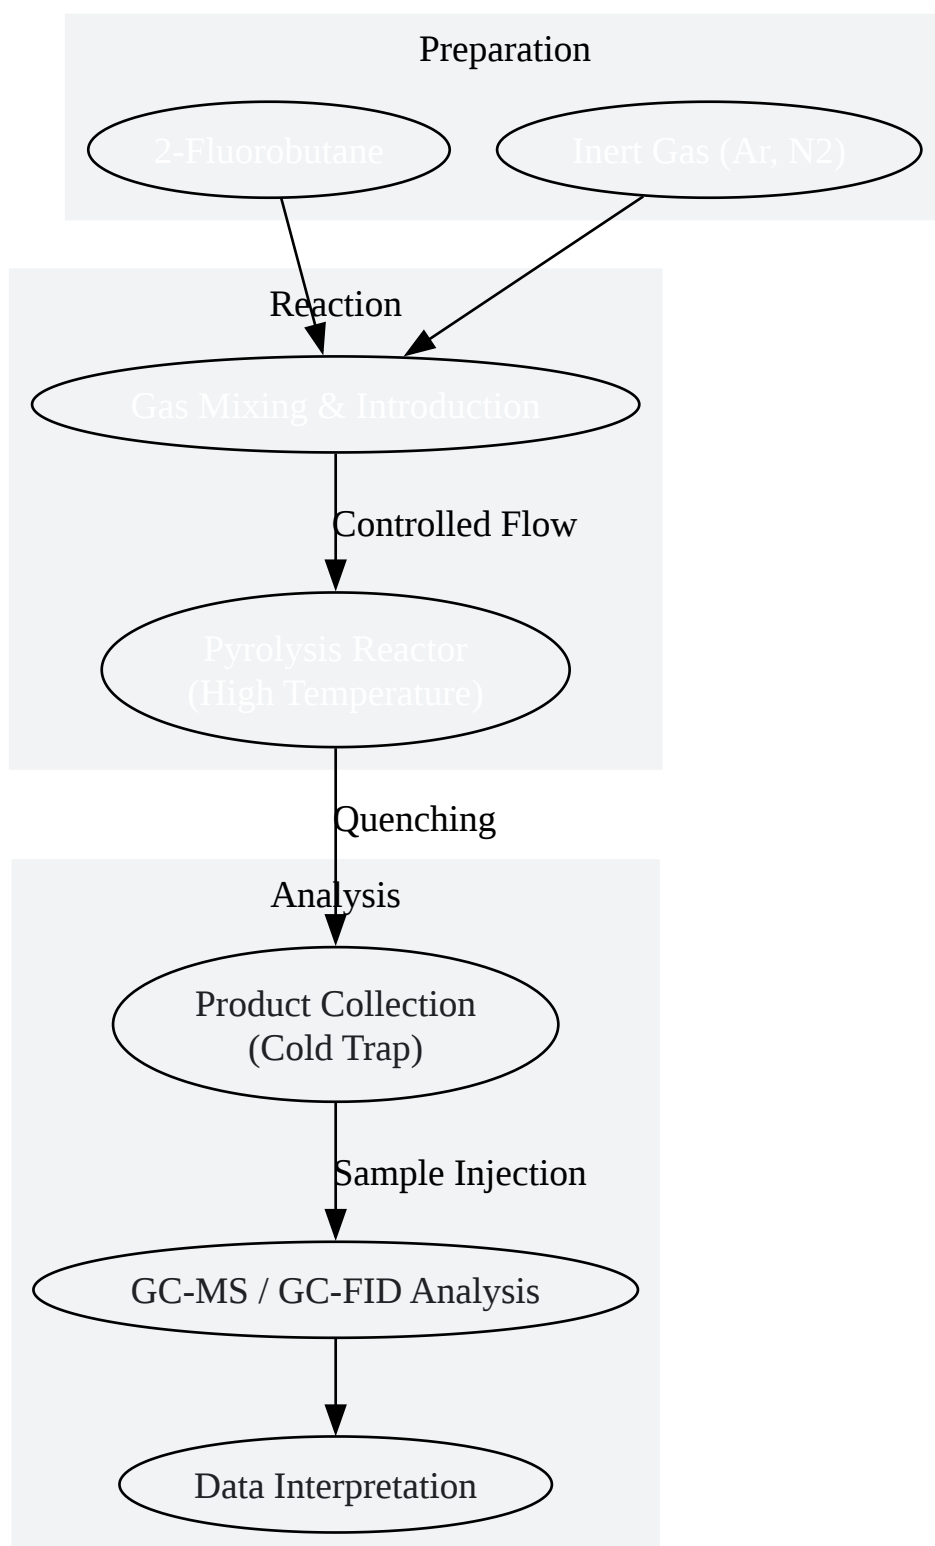 Preparation
2-Fluorobutane
Inert Gas (Ar, N2)
Reaction
Gas Mixing & Introduction
Controlled Flow
Pyrolysis Reactor
(High Temperature)
Quenching
Analysis
Product Collection
(Cold Trap)
Sample Injection
GC-MS / GC-FID Analysis
Data Interpretation